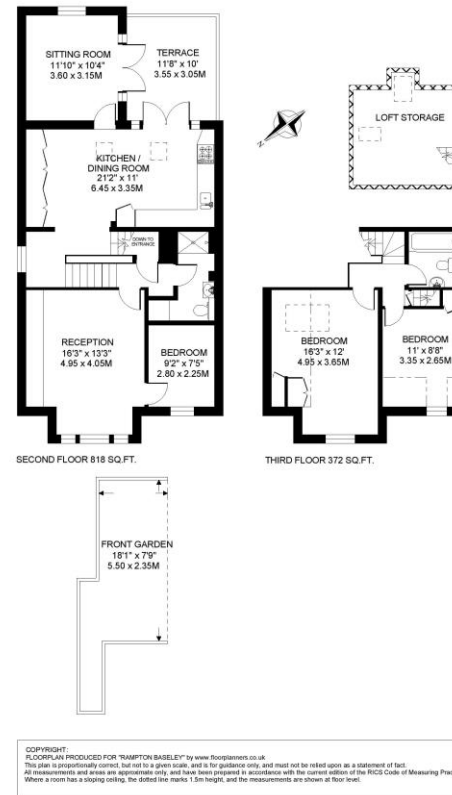 SITTING ROOM
11'10" x 10'4"
3.60 x 3.15M
TERRACE
11'8" x 10'
3.55 x 3.05M
LOFT STORAGE
N
KITCHEN /
DINING ROOM
21'2" x 11'
6.45 x 3.35M
DOWN TO
ENTRANCE
RECEPTION
16'3" x 13'3"
4.95 x 4.05M
BEDROOM
9'2" x 7'5"
2.80 x 2.25M
BEDROOM
16'3" x 12'
4.95 x 3.65M
BEDROOM
11' x 8'8"
3.35 x 2.65M
SECOND FLOOR 818 SQ.FT.
THIRD FLOOR 372 SQ.FT.
FRONT GARDEN
18'1" x 7'9"
5.50 x 2.35M
COPYRIGHT:
FLOORPLAN PRODUCED FOR "RAMPTON BASELEY" by www.floorplanners.co.uk
This plan is proportionally correct, but not to a given scale, and is for guidance only, and must not be relied upon as a statement of fact.
All measurements and areas are approximate only, and have been prepared in accordance with the current edition of the RICS Code of Measuring Prac
Where a room has a sloping ceiling, the dotted line marks 1.5m height, and the measurements are shown at floor level.